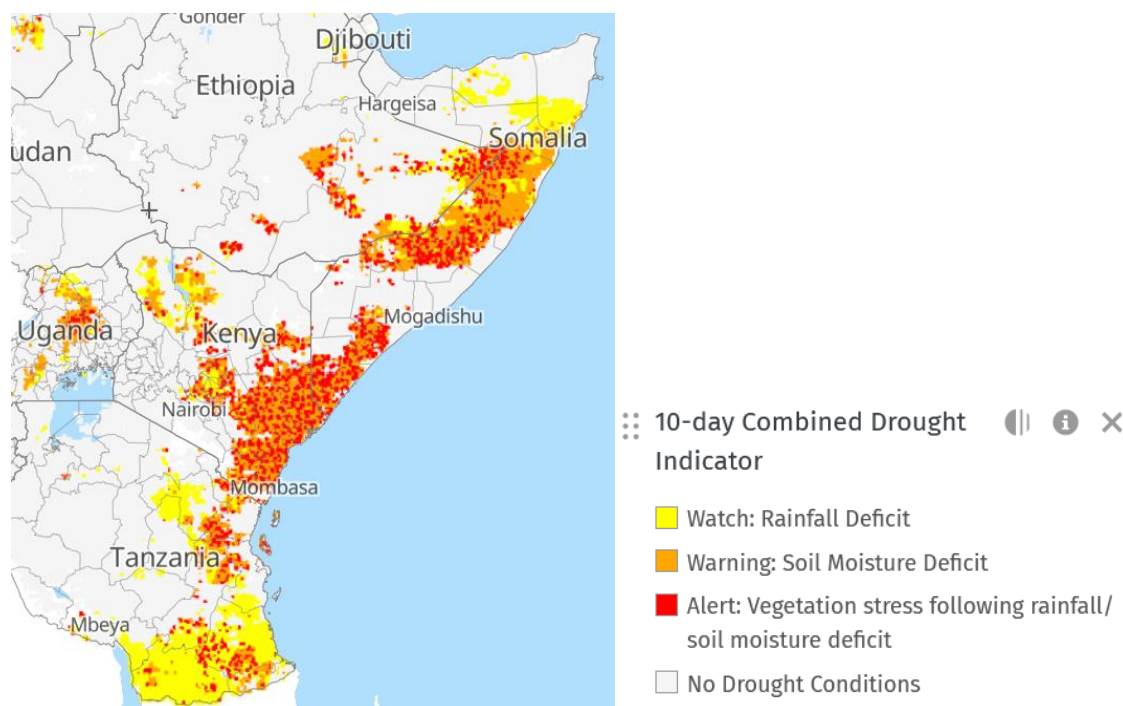 Gonder
Djibouti
Ethiopia
Hargeisa
Somalia
udan
Mogadishu
Uganda
Kenya
Nairobi
Mombasa
Tanzania
Mbeya
10-day Combined Drought
Indicator
Watch: Rainfall Deficit
Warning: Soil Moisture Deficit
Alert: Vegetation stress following rainfall/
soil moisture deficit
No Drought Conditions